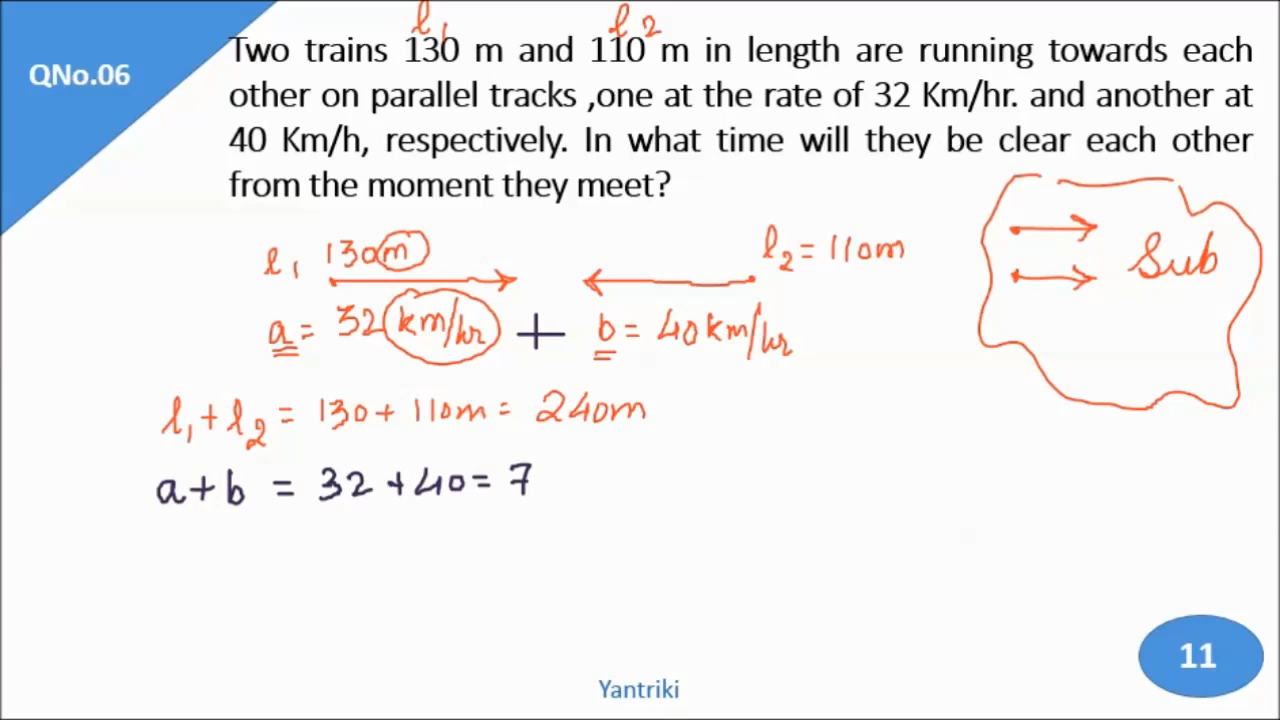 QNo.06
l₁ l₂
Two trains 130 m and 110 m in length are running towards each
other on parallel tracks ,one at the rate of 32 Km/hr. and another at
40 Km/h, respectively. In what time will they be clear each other
from the moment they meet?
l₁ 130m
l₂ = 110m
Sub
a = 32 km/hr + b = 40km/hr
l₁ + l₂ = 130 + 110m = 240m
a + b = 32 + 40 = 7
11
Yantriki